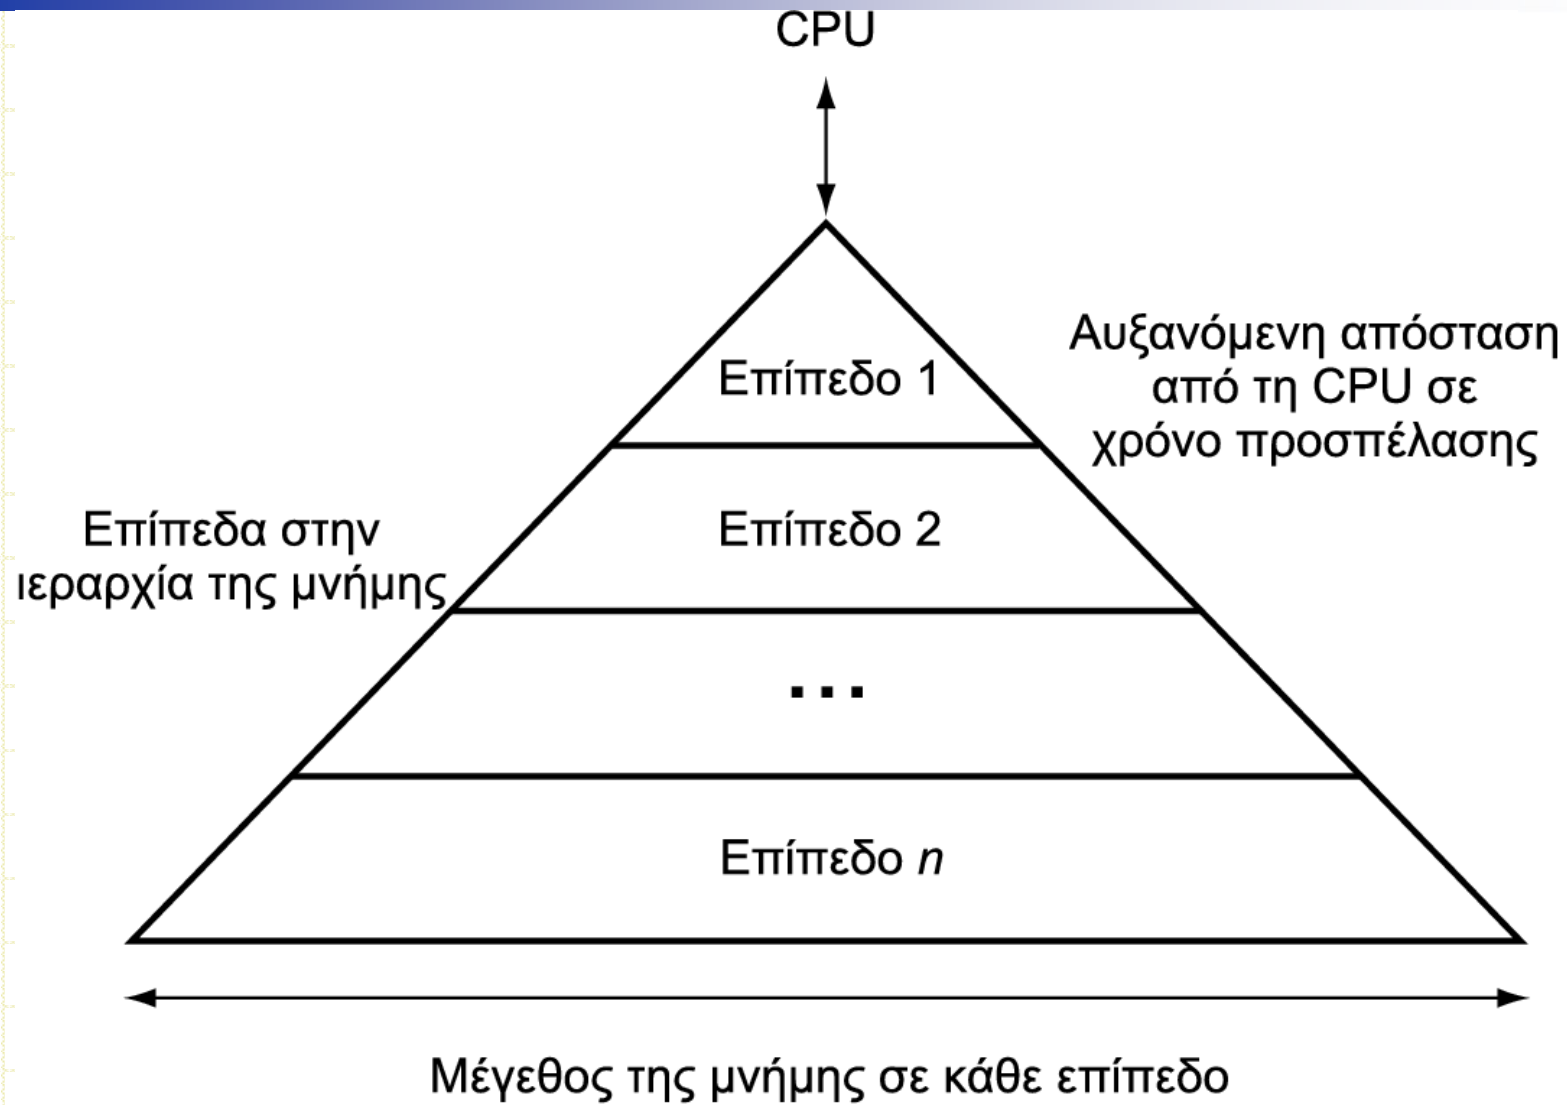 CPU
Επίπεδο 1
Αυξανόμενη απόσταση
από τη CPU σε
χρόνο προσπέλασης
Επίπεδα στην
ιεραρχία της μνήμης
Επίπεδο 2
...
Επίπεδο n
Μέγεθος της μνήμης σε κάθε επίπεδο